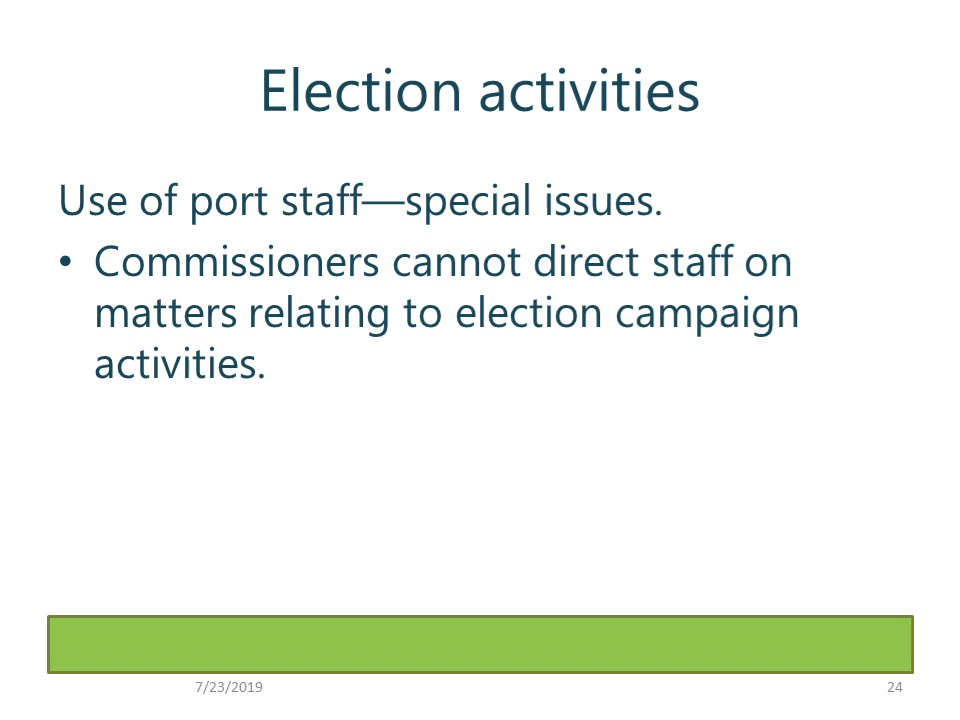 Election activities
Use of port staff—special issues.
• Commissioners cannot direct staff on
matters relating to election campaign
activities.
7/23/2019
24